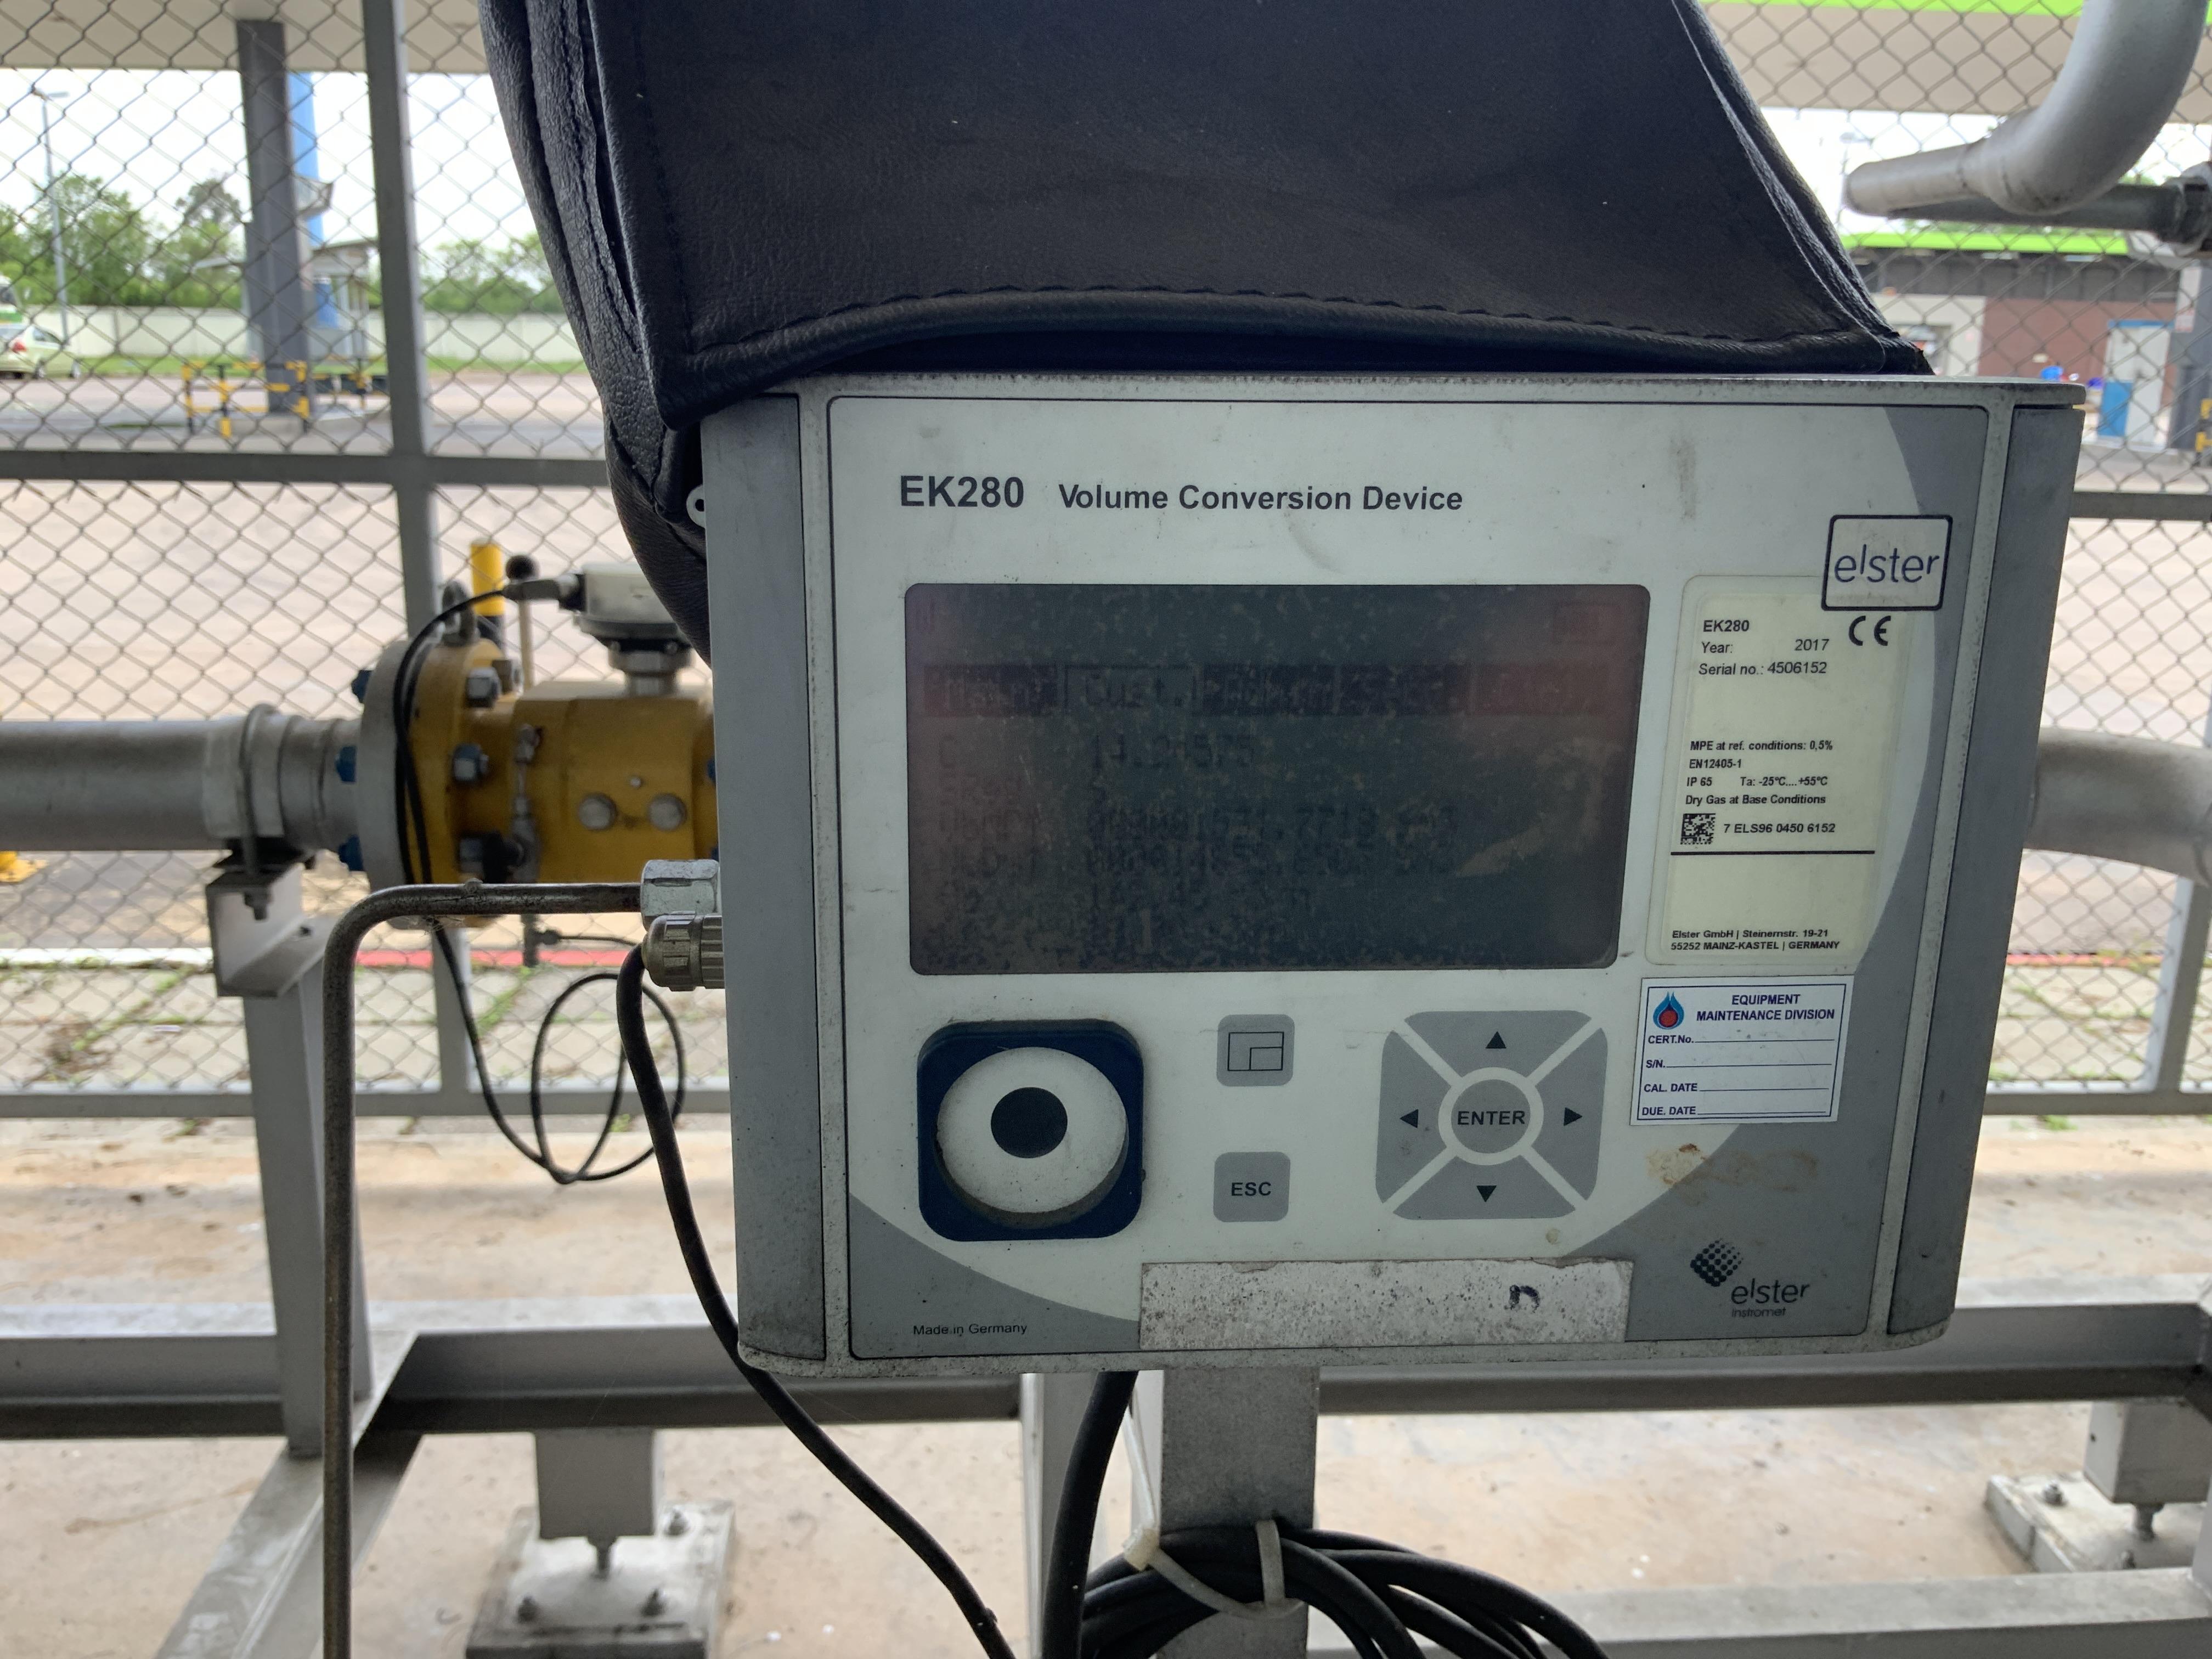 EK280 Volume Conversion Device
elster
EK280
CE
Year: 2017
Serial no.: 4506152
MPE at ref. conditions: 0,5%
EN12405-1
IP 65 Ta: -25°C....+55°C
Dry Gas at Base Conditions
7 ELS96 0450 6152
Elster GmbH | Steinernstr. 19-21
55252 MAINZ-KASTEL | GERMANY
Cust.
EQUIPMENT
MAINTENANCE DIVISION
CERT.No.
S/N.
CAL. DATE
DUE. DATE
ENTER
ESC
elster
instromet
Made in Germany